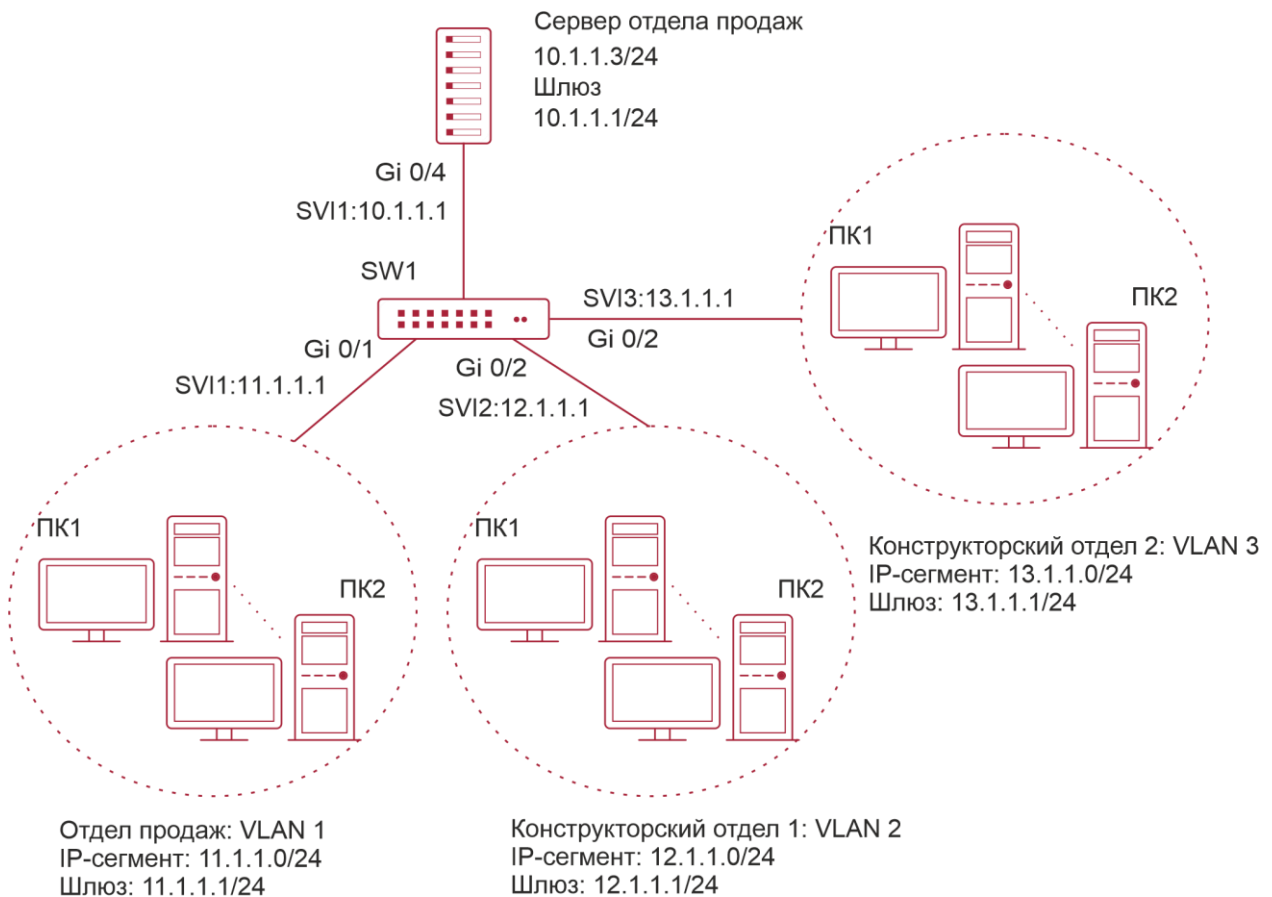 Сервер отдела продаж
10.1.1.3/24
Шлюз
10.1.1.1/24
Gi 0/4
SVI1:10.1.1.1
SW1
SVI3:13.1.1.1
Gi 0/2
Gi 0/1
SVI1:11.1.1.1
Gi 0/2
SVI2:12.1.1.1
ПК1
ПК2
ПК1
ПК2
ПК1
ПК2
Конструкторский отдел 2: VLAN 3
IP-сегмент: 13.1.1.0/24
Шлюз: 13.1.1.1/24
Отдел продаж: VLAN 1
IP-сегмент: 11.1.1.0/24
Шлюз: 11.1.1.1/24
Конструкторский отдел 1: VLAN 2
IP-сегмент: 12.1.1.0/24
Шлюз: 12.1.1.1/24